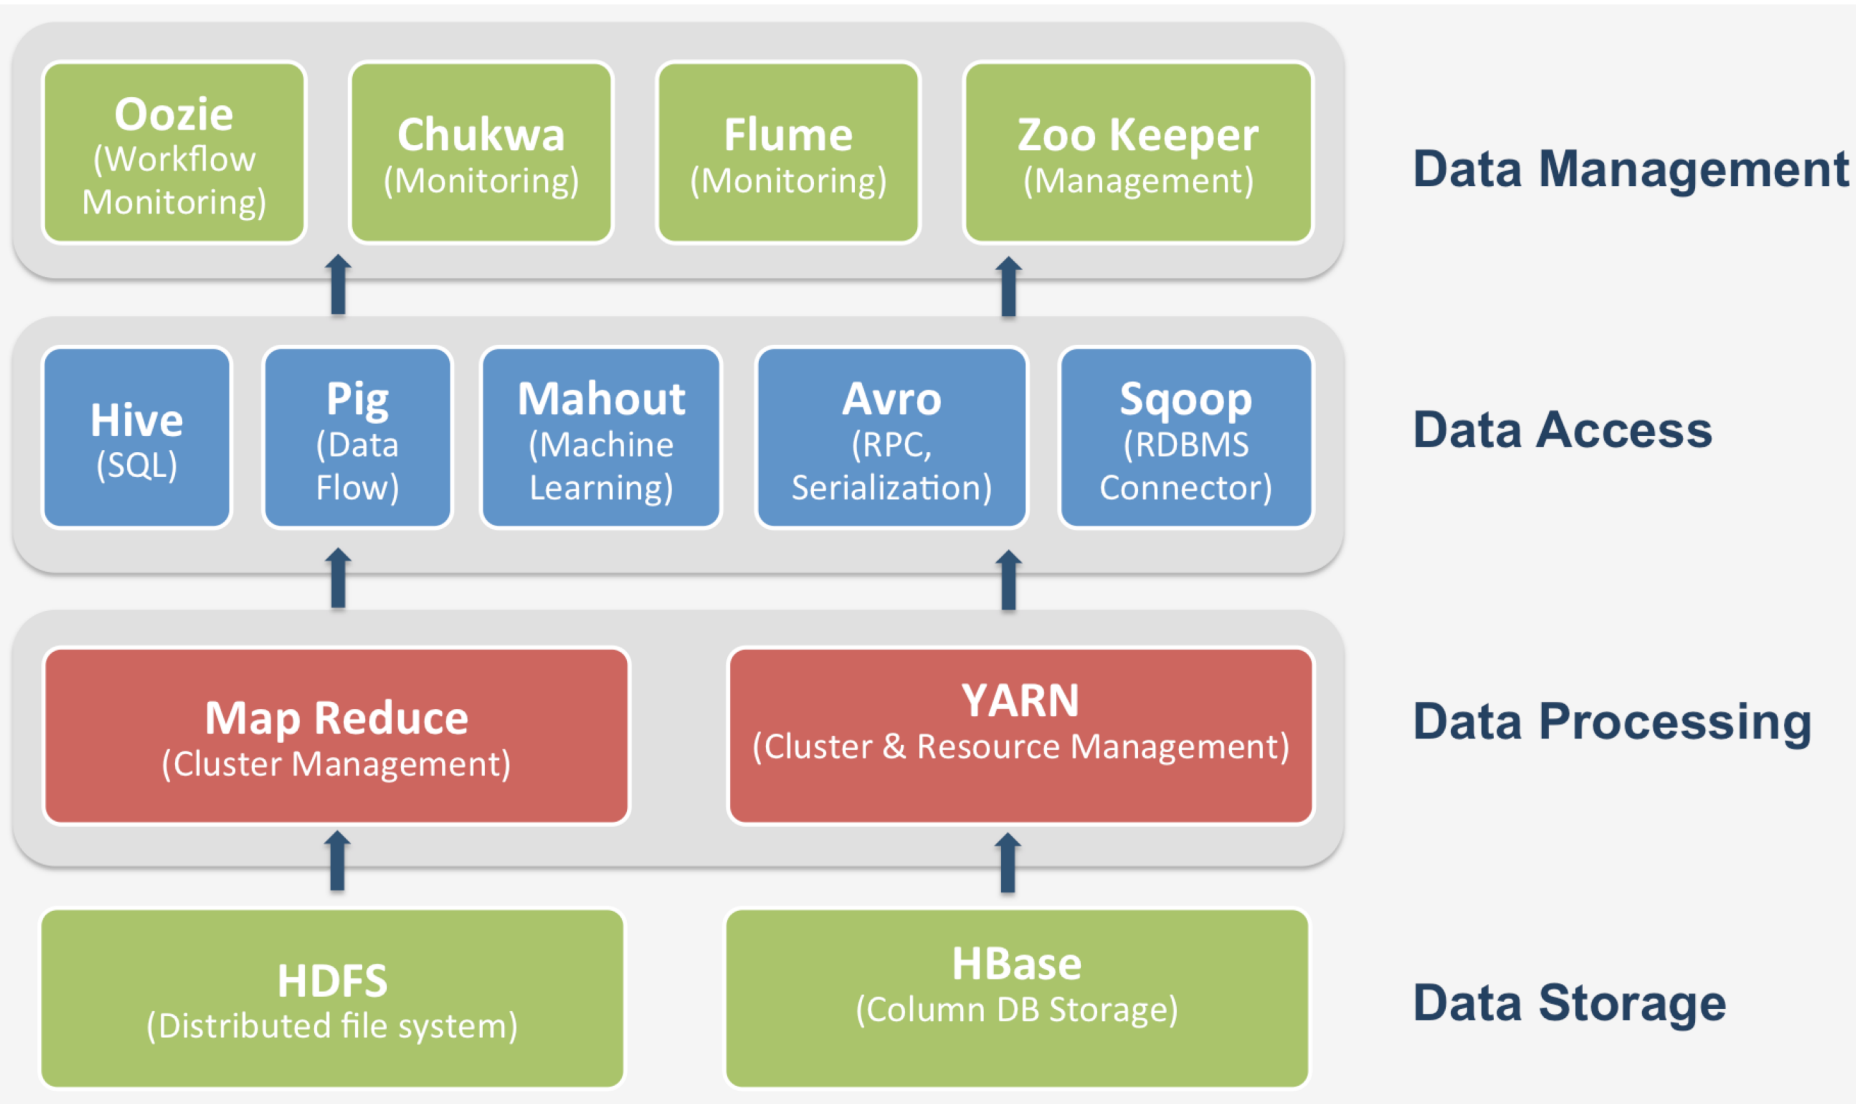 Oozie
(Workflow
Monitoring)
Chukwa
(Monitoring)
Flume
(Monitoring)
Zoo Keeper
(Management)
Data Management
Hive
(SQL)
Pig
(Data
Flow)
Mahout
(Machine
Learning)
Avro
(RPC,
Serialization)
Sqoop
(RDBMS
Connector)
Data Access
Map Reduce
(Cluster Management)
YARN
(Cluster & Resource Management)
Data Processing
HDFS
(Distributed file system)
HBase
(Column DB Storage)
Data Storage